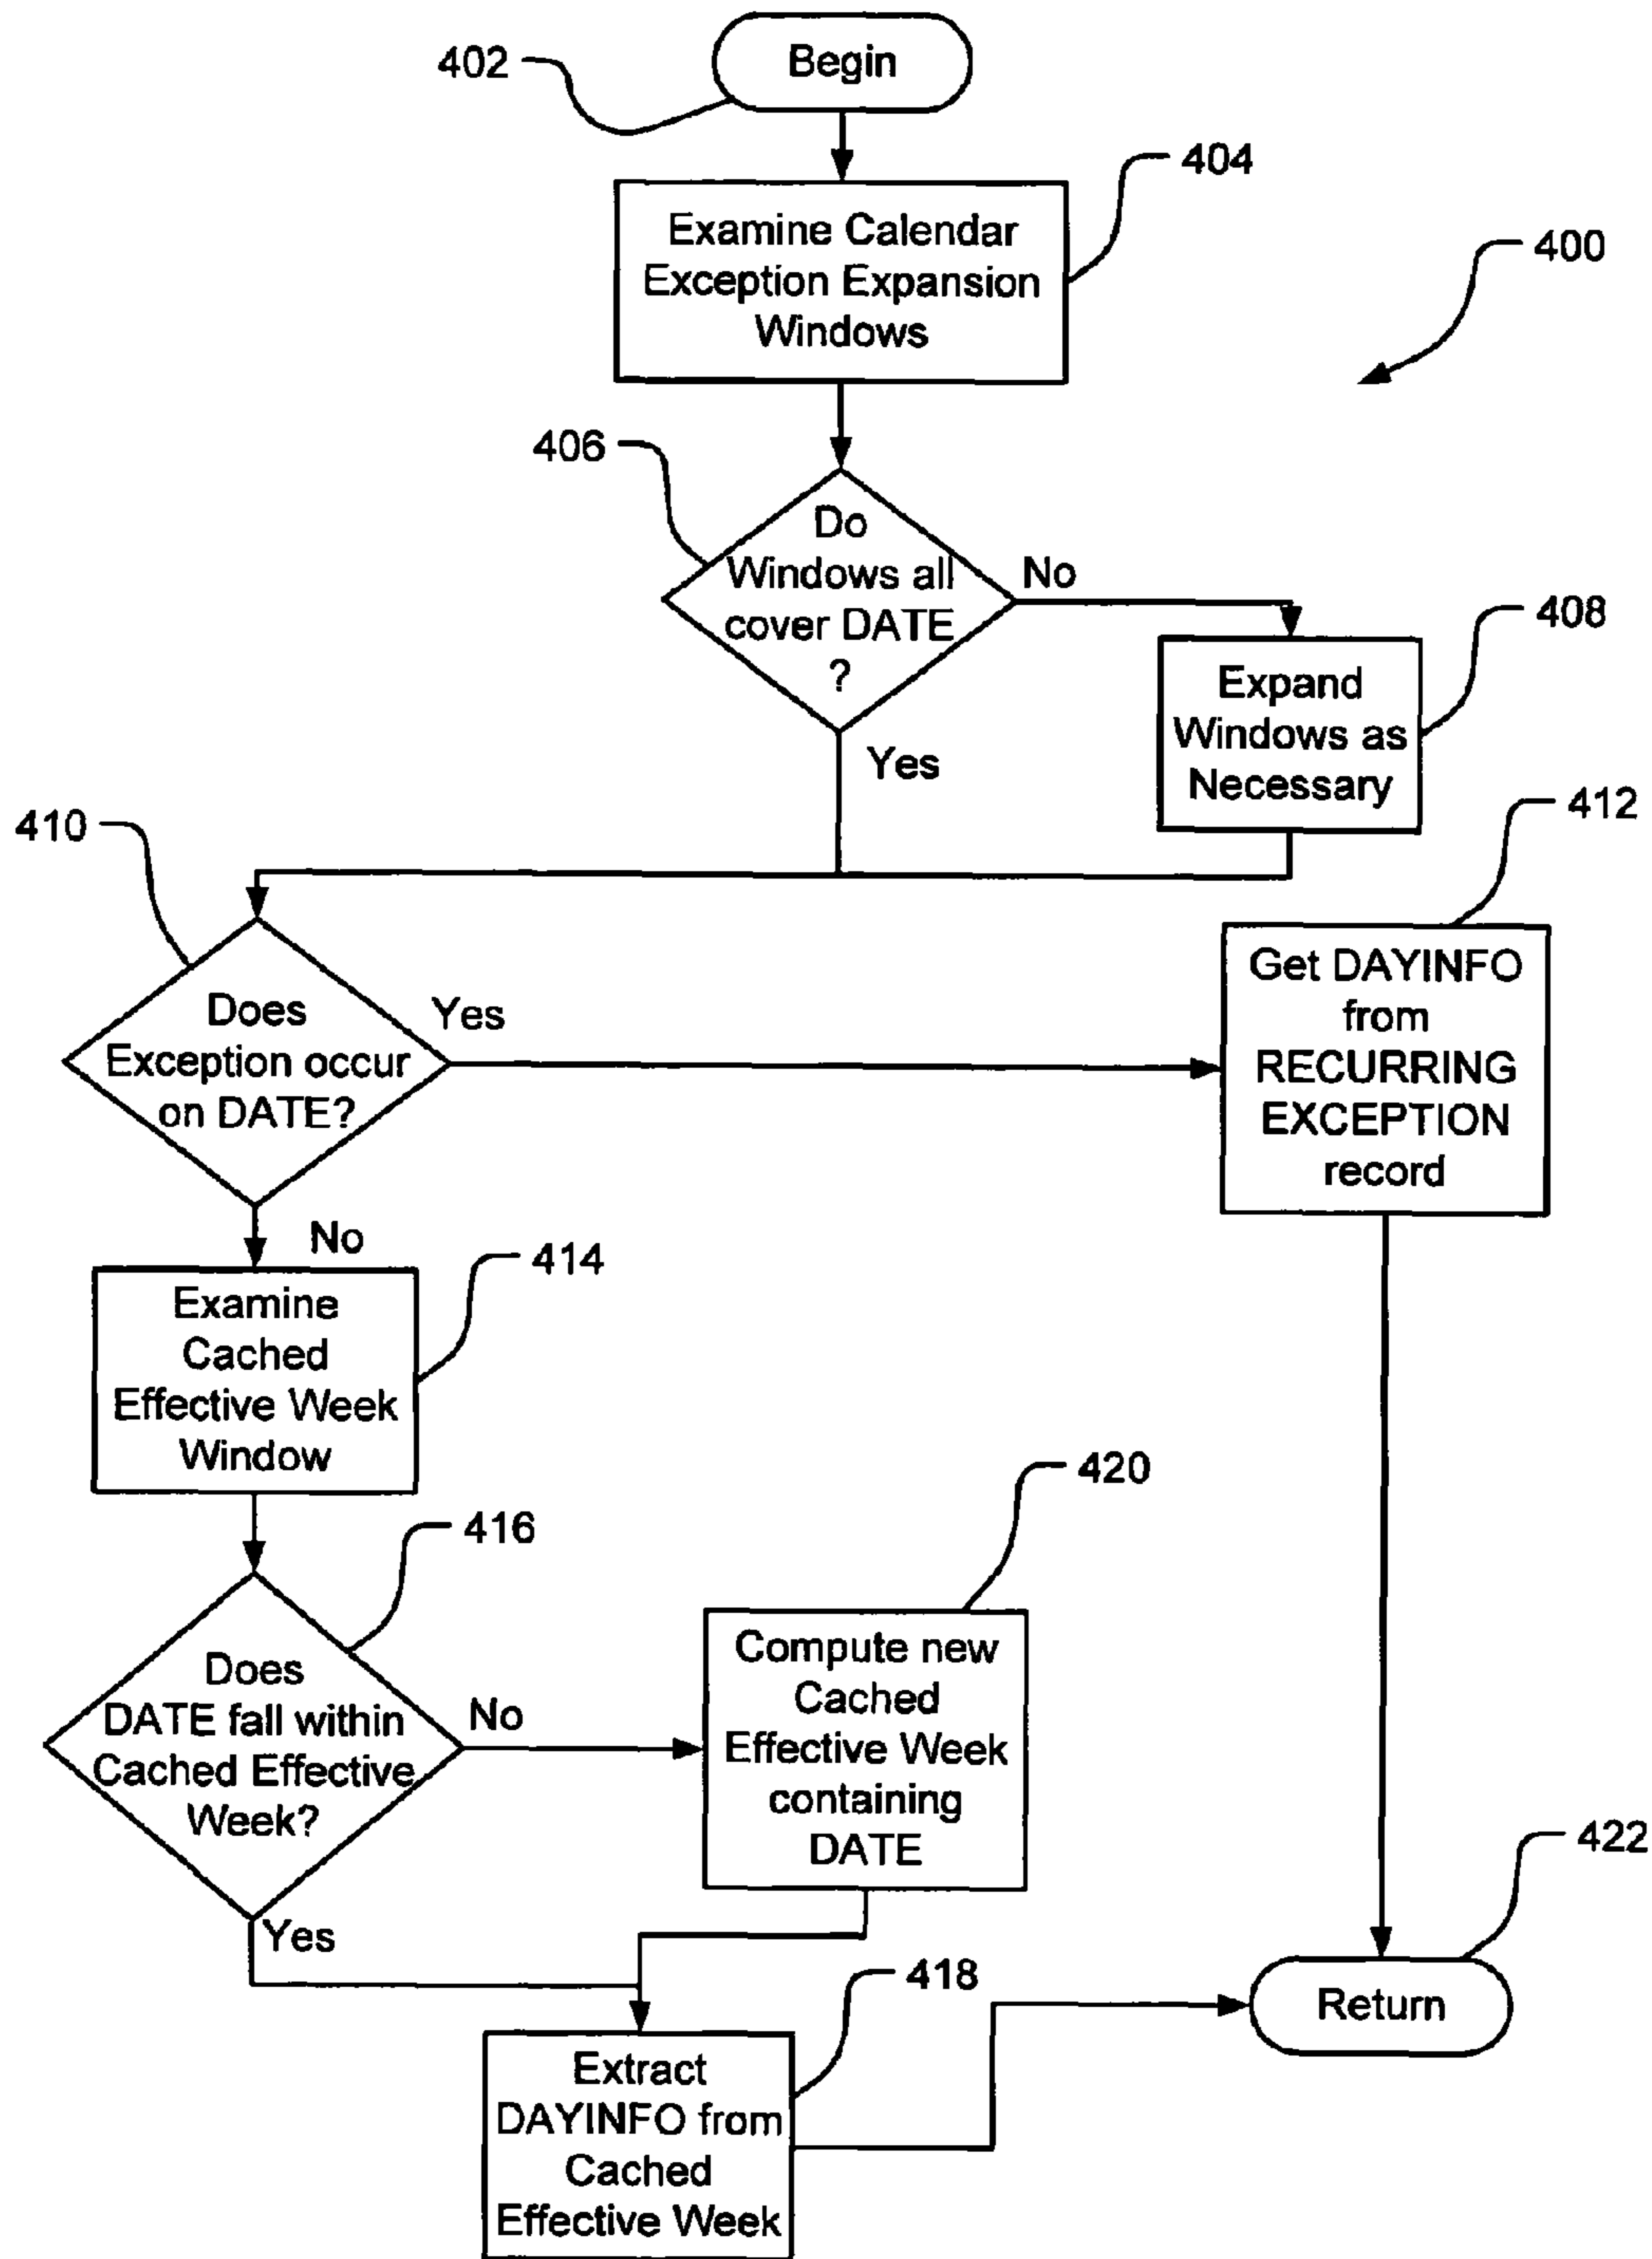 Begin
402
404
Examine Calendar
Exception Expansion
Windows
400
406
Do
Windows all
cover DATE
?
No
Yes
408
Expand
Windows as
Necessary
410
412
Does
Exception occur
on DATE?
Yes
No
Get DAYINFO
from
RECURRING
EXCEPTION
record
414
Examine
Cached
Effective Week
Window
416
Does
DATE fall within
Cached Effective
Week?
No
Yes
420
Compute new
Cached
Effective Week
containing
DATE
422
Return
418
Extract
DAYINFO from
Cached
Effective Week